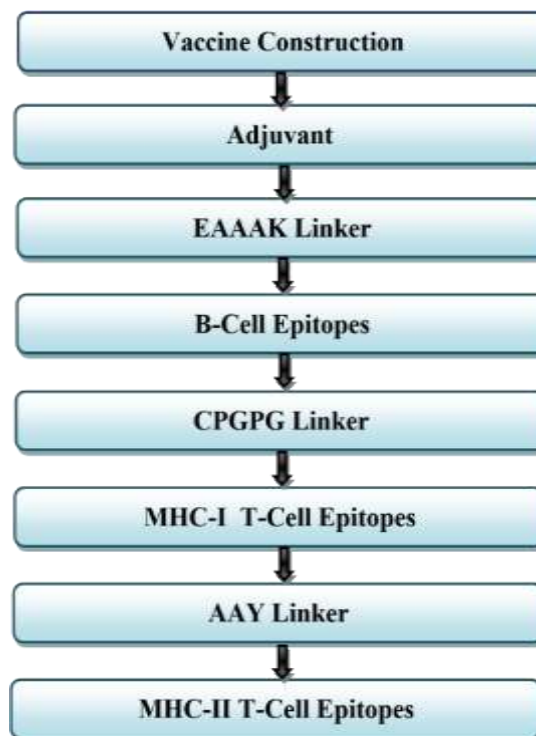 Vaccine Construction
Adjuvant
EAAAK Linker
B-Cell Epitopes
CPGPG Linker
MHC-I T-Cell Epitopes
AAY Linker
MHC-II T-Cell Epitopes